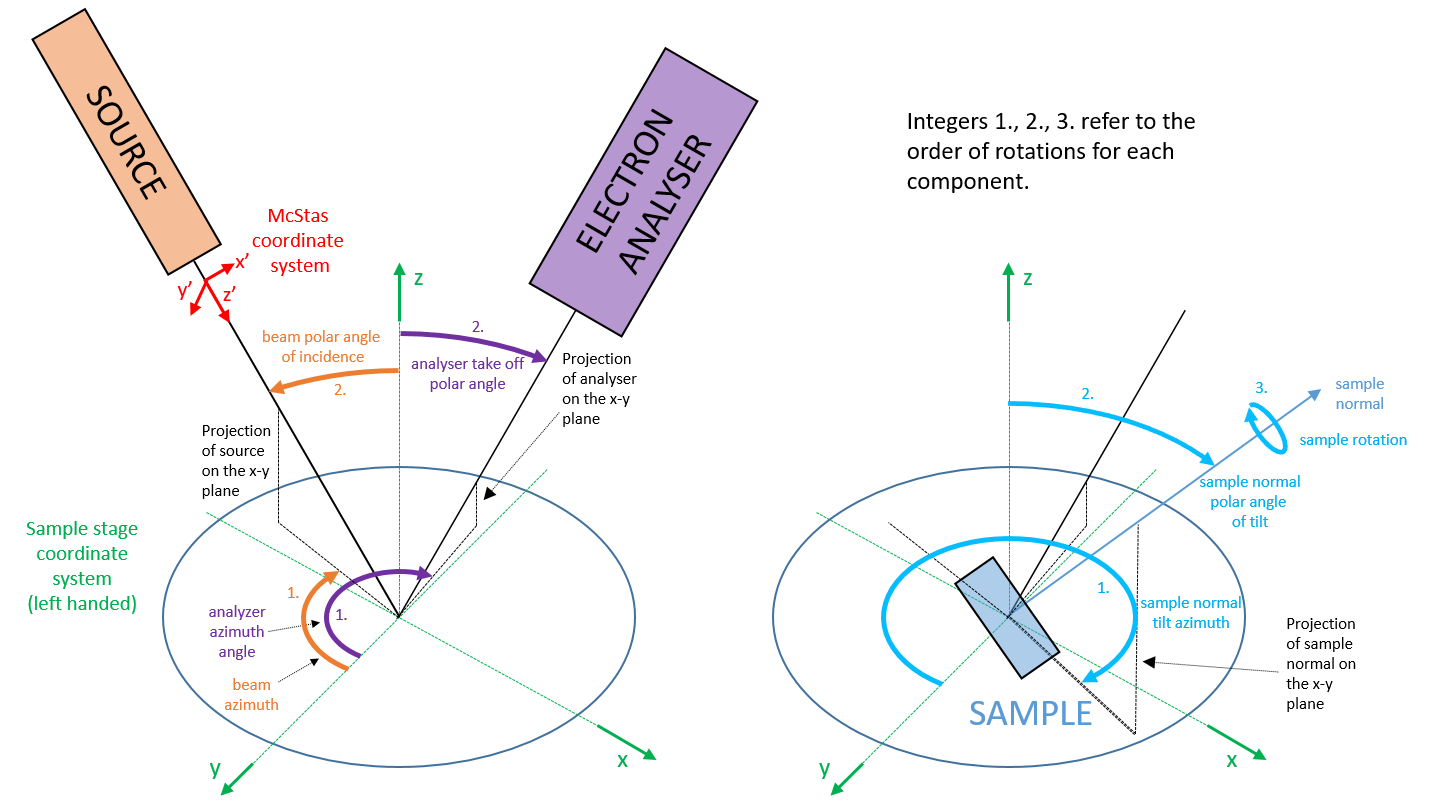 SOURCE
ELECTRON
ANALYSER
McStas
coordinate
system
x’
y’
z’
z
beam polar angle
of incidence
2.
2.
analyser take off
polar angle
Projection
of analyser
on the x-y
plane
Projection
of source
on the x-y
plane
Sample stage
coordinate
system
(left handed)
1.
1.
analyzer
azimuth
angle
beam
azimuth
y
x
Integers 1., 2., 3. refer to the
order of rotations for each
component.
z
2.
3.
sample
normal
sample rotation
sample normal
polar angle
of tilt
1.
sample normal
tilt azimuth
Projection
of sample
normal on
the x-y
plane
SAMPLE
y
x